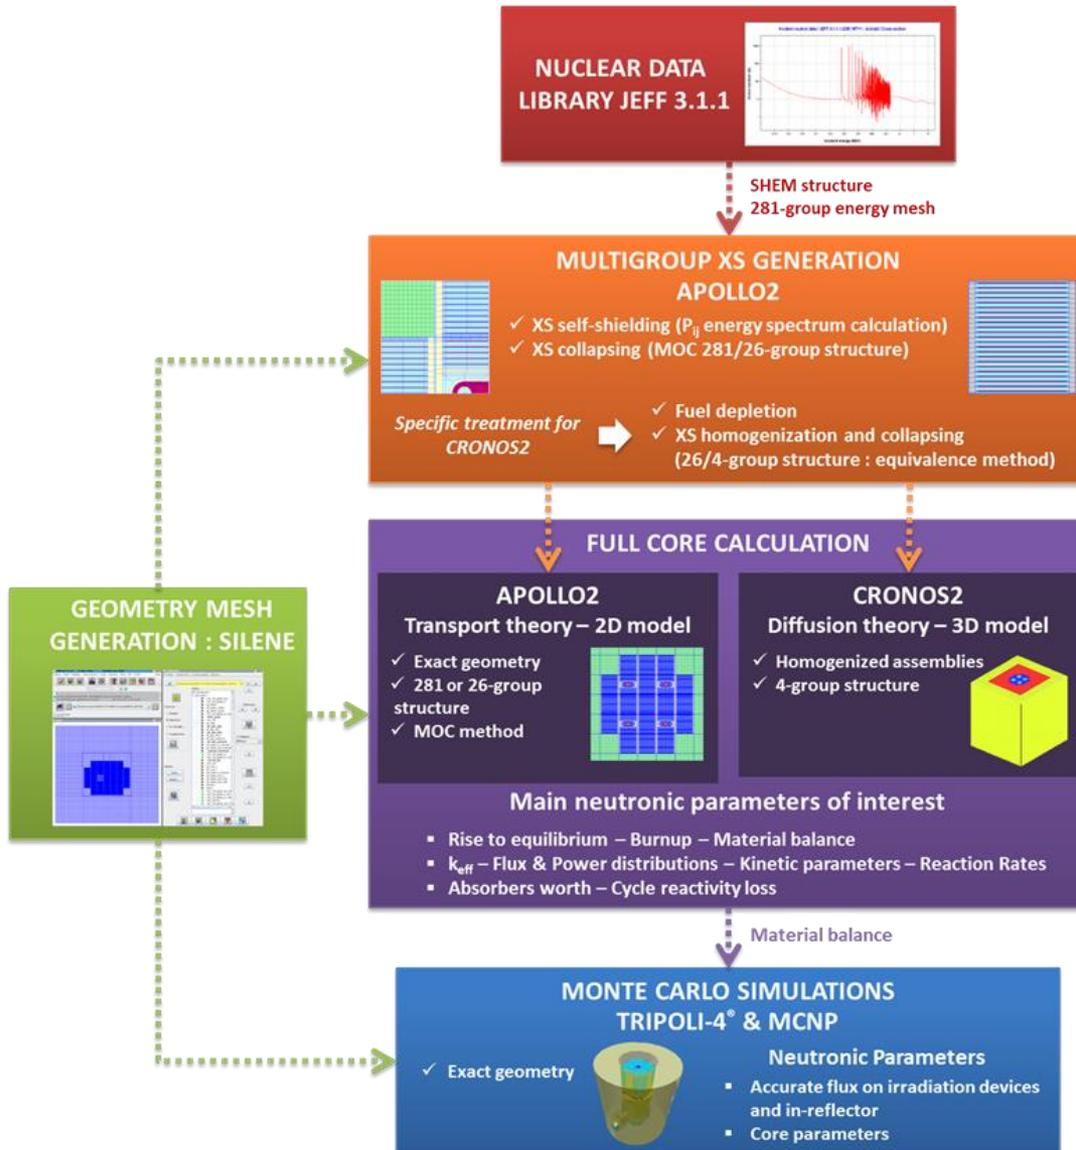 NUCLEAR DATA
LIBRARY JEFF 3.1.1
SHEM structure
281-group energy mesh
MULTIGROUP XS GENERATION
APOLLO2
✓ XS self-shielding (Pij energy spectrum calculation)
✓ XS collapsing (MOC 281/26-group structure)
Specific treatment for
CRONOS2
✓ Fuel depletion
✓ XS homogenization and collapsing
(26/4-group structure : equivalence method)
FULL CORE CALCULATION
GEOMETRY MESH
GENERATION : SILENE
APOLLO2
Transport theory – 2D model
✓ Exact geometry
✓ 281 or 26-group
structure
✓ MOC method
CRONOS2
Diffusion theory – 3D model
✓ Homogenized assemblies
✓ 4-group structure
Main neutronic parameters of interest
▪ Rise to equilibrium – Burnup – Material balance
▪ keff – Flux & Power distributions – Kinetic parameters – Reaction Rates
▪ Absorbers worth – Cycle reactivity loss
Material balance
MONTE CARLO SIMULATIONS
TRIPOLI-4® & MCNP
✓ Exact geometry
Neutronic Parameters
▪ Accurate flux on irradiation devices
and in-reflector
▪ Core parameters